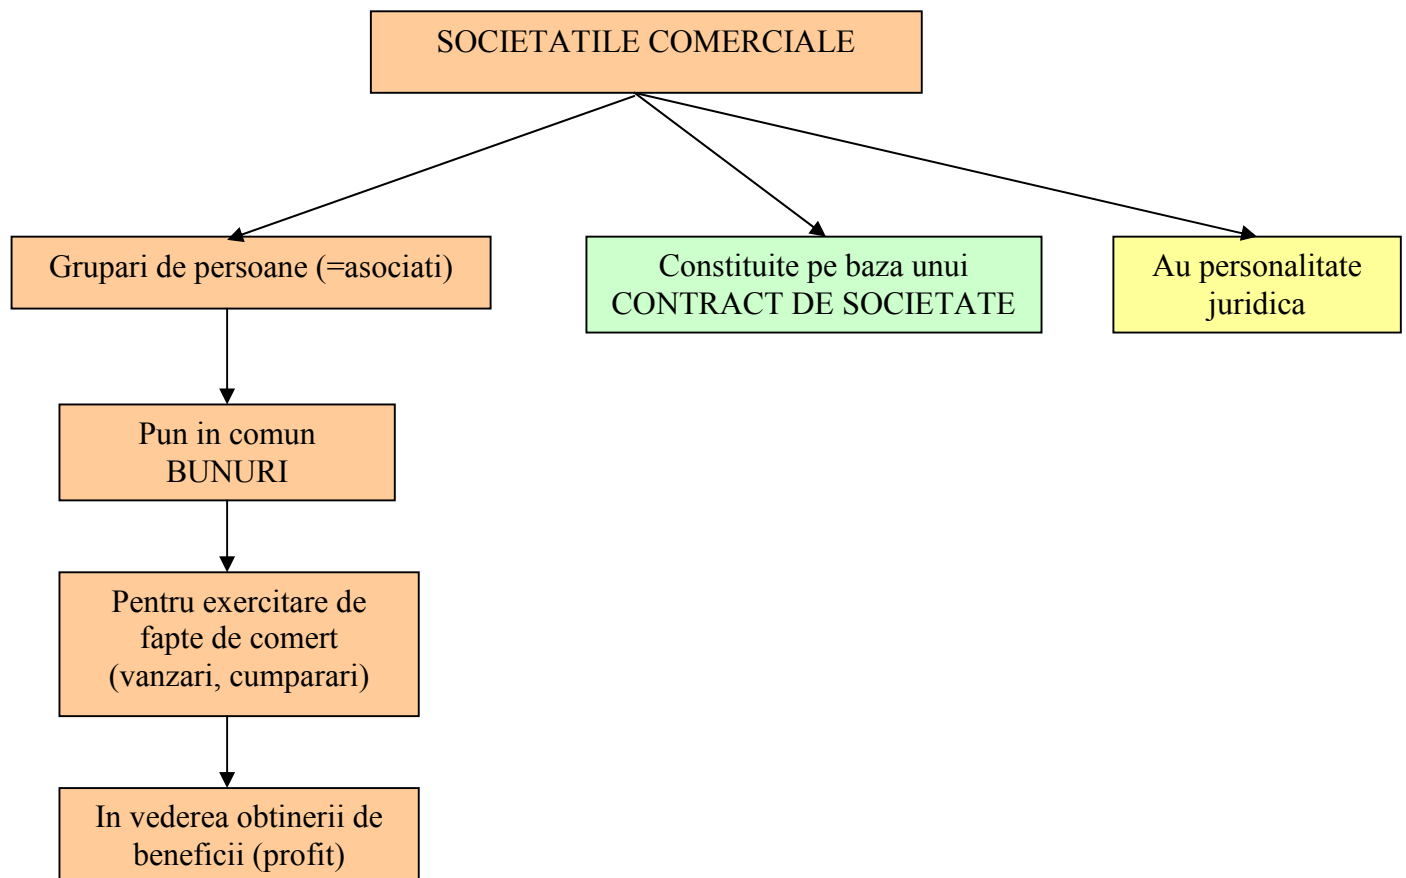 SOCIETATILE COMERCIALE
Grupari de persoane (=asociati)
Constituite pe baza unui
CONTRACT DE SOCIETATE
Au personalitate
juridica
Pun in comun
BUNURI
Pentru exercitare de
fapte de comert
(vanzari, cumparari)
In vederea obtinerii de
beneficii (profit)